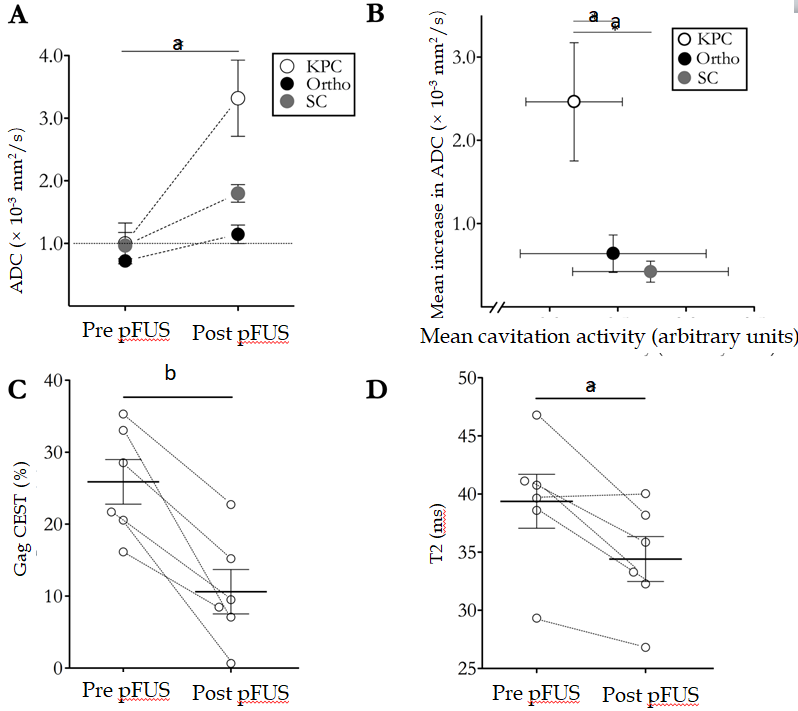 A
a
4.0
3.0
2.0
1.0
ADC (× 10⁻³ mm²/s)
KPC
Ortho
SC
Pre pFUS
Post pFUS
B
a
a
3.0
2.0
1.0
Mean increase in ADC (× 10⁻³ mm²/s)
KPC
Ortho
SC
Mean cavitation activity (arbitrary units)
C
b
40
30
20
10
0
Gag CEST (%)
Pre pFUS
Post pFUS
D
a
50
45
40
35
30
25
T2 (ms)
Pre pFUS
Post pFUS